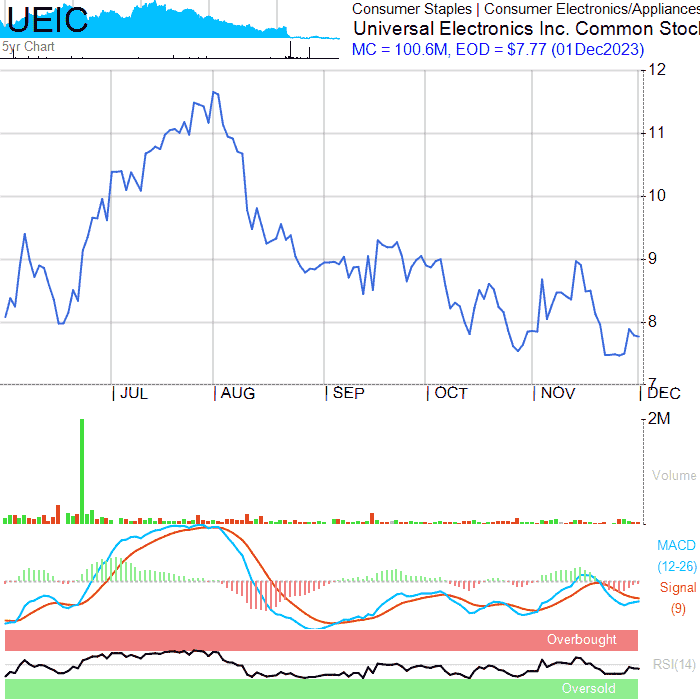 UEIC
5yr Chart
Consumer Staples | Consumer Electronics/Appliances
Universal Electronics Inc. Common Stoc
MC = 100.6M, EOD = $7.77 (01Dec2023)
12
11
10
9
8
7
JUL
AUG
SEP
OCT
NOV
DEC
2M
Volume
MACD
(12-26)
Signal
(9)
Overbought
RSI(14)
Oversold